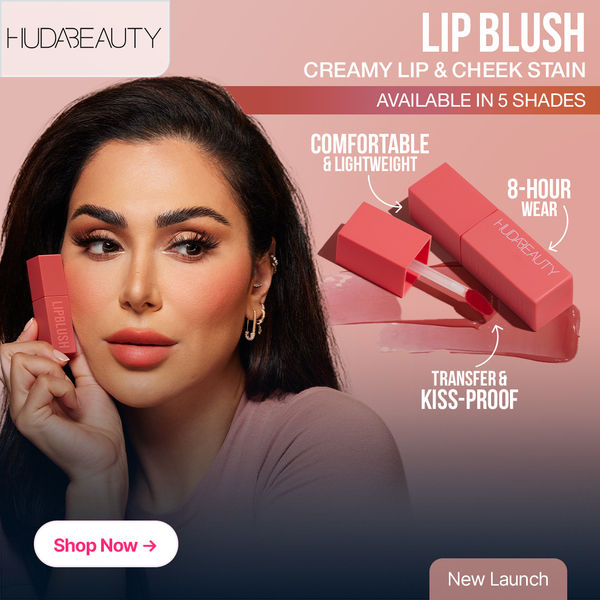 HUDABEAUTY
LIP BLUSH
CREAMY LIP & CHEEK STAIN
AVAILABLE IN 5 SHADES
COMFORTABLE
& LIGHTWEIGHT
8-HOUR
WEAR
HUDABEAUTY
LIPBLUSH
TRANSFER &
KISS-PROOF
Shop Now →
New Launch